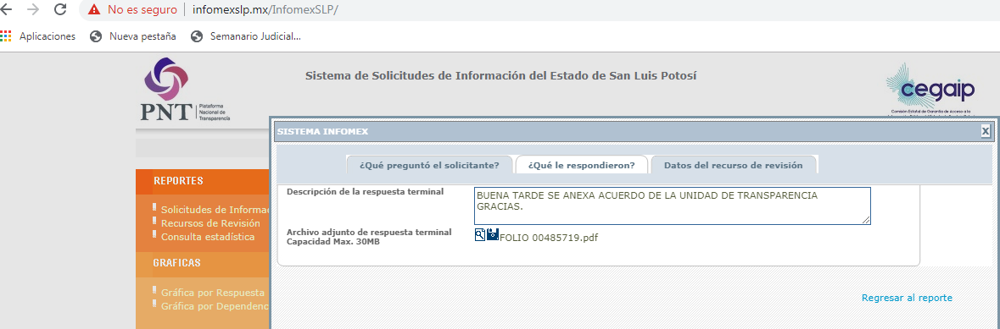 No es seguro | infomexslp.mx/InfomexSLP/
Aplicaciones Nueva pestaña Semanario Judicial...
Sistema de Solicitudes de Información del Estado de San Luis Potosí
PNT Plataforma Nacional de Transparencia
cegaip
Comisión Estatal de Garantía de Acceso a la
SISTEMA INFOMEX X
¿Qué preguntó el solicitante? ¿Qué le respondieron? Datos del recurso de revisión
REPORTES
Solicitudes de Informa
Recursos de Revisión
Consulta estadística
GRAFICAS
Gráfica por Respuesta
Gráfica por Dependenc
Descripción de la respuesta terminal
BUENA TARDE SE ANEXA ACUERDO DE LA UNIDAD DE TRANSPARENCIA
GRACIAS.
Archivo adjunto de respuesta terminal
Capacidad Max. 30MB
FOLIO 00485719.pdf
Regresar al reporte